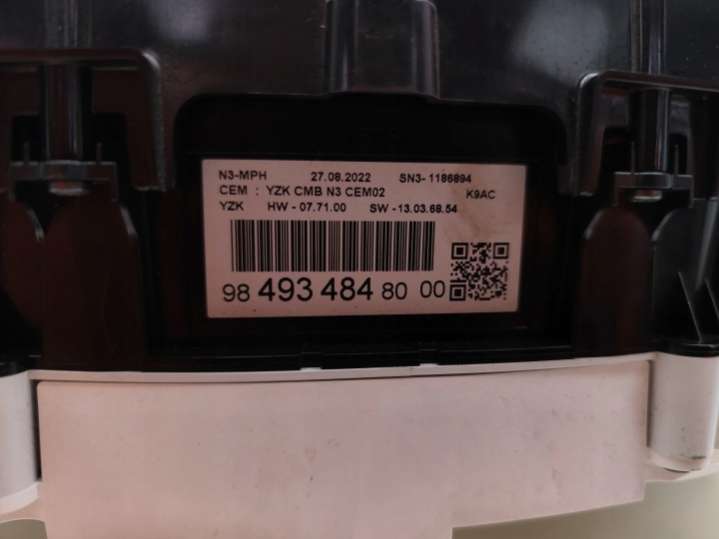 N3-MPH 27.08.2022 SN3- 1186894
CEM : YZK CMB N3 CEM02 K9AC
YZK HW - 07.71.00 SW - 13.03.68.54
98 493 484 80 00